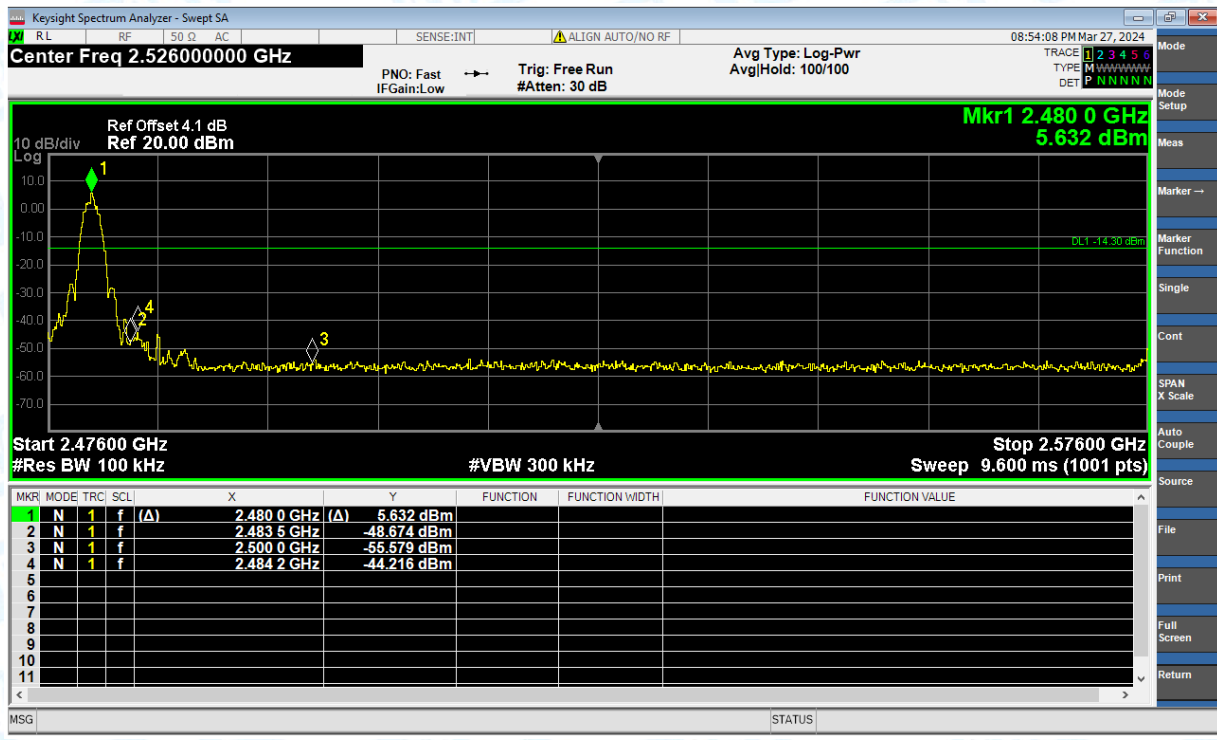 Keysight Spectrum Analyzer - Swept SA
LXI RL RF 50 Ω AC SENSE:INT ALIGN AUTO/NO RF 08:54:08 PM Mar 27, 2024
Center Freq 2.526000000 GHz
PNO: Fast
IFGain:Low
Trig: Free Run
#Atten: 30 dB
Avg Type: Log-Pwr
Avg|Hold: 100/100
TRACE 1 2 3 4 5 6
TYPE M WWWWW
DET P N N N N N
Ref Offset 4.1 dB
10 dB/div Ref 20.00 dBm
Log
Mkr1 2.480 0 GHz
5.632 dBm
10.0
0.00
-10.0
-20.0
-30.0
-40.0
-50.0
-60.0
-70.0
1
4
2
3
DL1 -14.30 dBm
Start 2.47600 GHz Stop 2.57600 GHz
#Res BW 100 kHz #VBW 300 kHz Sweep 9.600 ms (1001 pts)
MKR MODE TRC SCL X Y FUNCTION FUNCTION WIDTH FUNCTION VALUE
1 N 1 f (Δ) 2.480 0 GHz (Δ) 5.632 dBm
2 N 1 f 2.483 5 GHz -48.674 dBm
3 N 1 f 2.500 0 GHz -55.579 dBm
4 N 1 f 2.484 2 GHz -44.216 dBm
5
6
7
8
9
10
11
MSG STATUS
Mode
Mode
Setup
Meas
Marker →
Marker
Function
Single
Cont
SPAN
X Scale
Auto
Couple
Source
File
Print
Full
Screen
Return